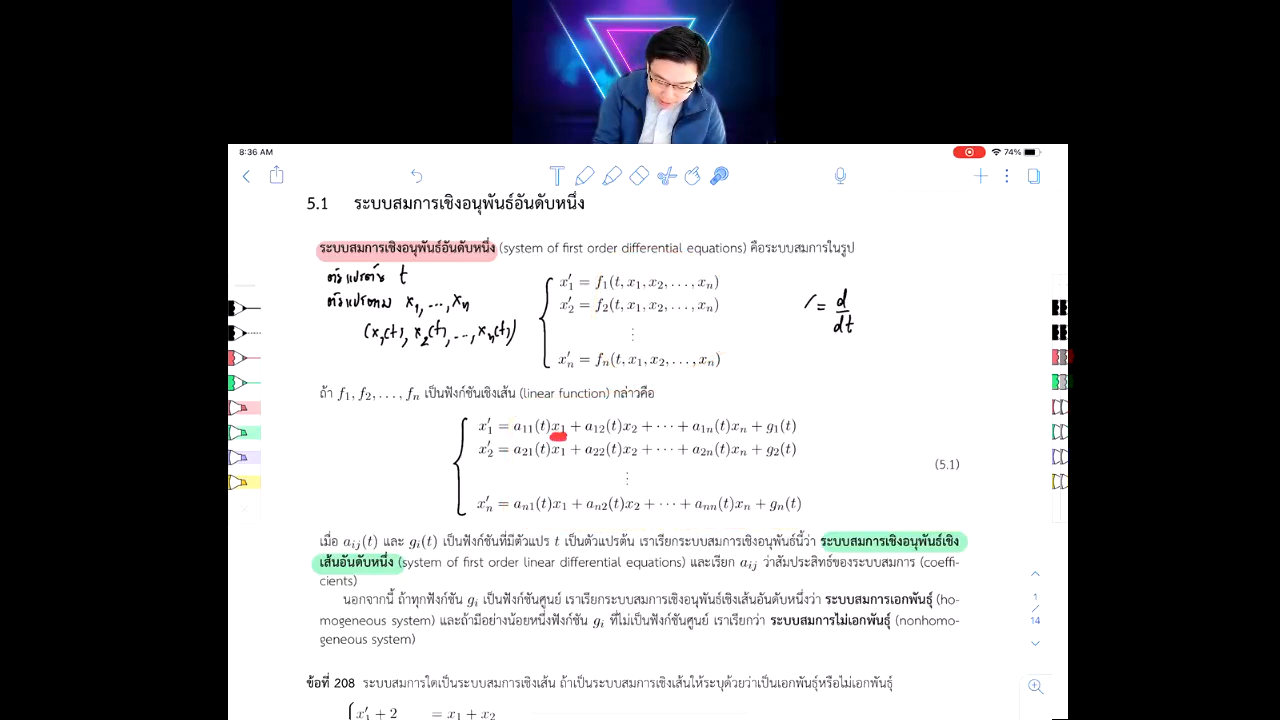 8:36 AM
74%
5.1 ระบบสมการเชิงอนุพันธ์อันดับหนึ่ง
ระบบสมการเชิงอนุพันธ์อันดับหนึ่ง (system of first order differential equations) คือระบบสมการในรูป
ตัวแปรต้น t
ตัวแปรตาม x₁, ..., xₙ
(x₁(t), x₂(t), ..., xₙ(t))
x′₁ = f₁(t, x₁, x₂, . . . , xₙ)
x′₂ = f₂(t, x₁, x₂, . . . , xₙ)
⋮
x′ₙ = fₙ(t, x₁, x₂, . . . , xₙ)
′ = d/dt
ถ้า f₁, f₂, . . . , fₙ เป็นฟังก์ชันเชิงเส้น (linear function) กล่าวคือ
x′₁ = a₁₁(t)x₁ + a₁₂(t)x₂ + · · · + a₁ₙ(t)xₙ + g₁(t)
x′₂ = a₂₁(t)x₁ + a₂₂(t)x₂ + · · · + a₂ₙ(t)xₙ + g₂(t)
⋮
(5.1)
x′ₙ = aₙ₁(t)x₁ + aₙ₂(t)x₂ + · · · + aₙₙ(t)xₙ + gₙ(t)
เมื่อ aᵢⱼ(t) และ gᵢ(t) เป็นฟังก์ชันที่มีตัวแปร t เป็นตัวแปรต้น เราเรียกระบบสมการเชิงอนุพันธ์นี้ว่า ระบบสมการเชิงอนุพันธ์เชิง
เส้นอันดับหนึ่ง (system of first order linear differential equations) และเรียก aᵢⱼ ว่าสัมประสิทธ์ของระบบสมการ (coeffi-
cients)
นอกจากนี้ ถ้าทุกฟังก์ชัน gᵢ เป็นฟังก์ชันศูนย์ เราเรียกระบบสมการเชิงอนุพันธ์เชิงเส้นอันดับหนึ่งว่า ระบบสมการเอกพันธุ์ (ho-
mogeneous system) และถ้ามีอย่างน้อยหนึ่งฟังก์ชัน gᵢ ที่ไม่เป็นฟังก์ชันศูนย์ เราเรียกว่า ระบบสมการไม่เอกพันธุ์ (nonhomo-
geneous system)
1
/
14
ข้อที่ 208 ระบบสมการใดเป็นระบบสมการเชิงเส้น ถ้าเป็นระบบสมการเชิงเส้นให้ระบุด้วยว่าเป็นเอกพันธุ์หรือไม่เอกพันธุ์
x′₁ + 2 = x₁ + x₂